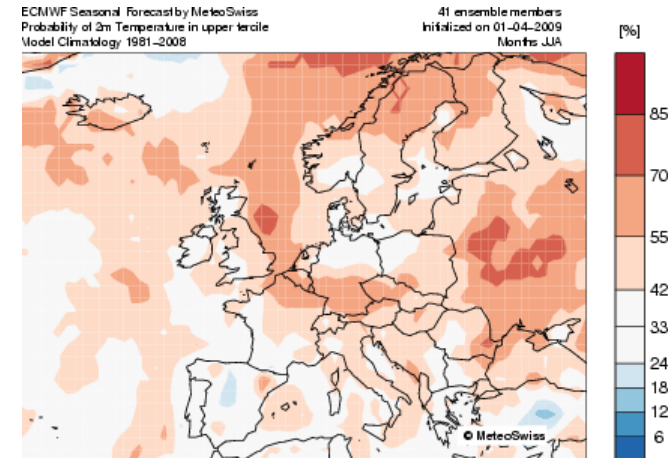 ECMWF Seasonal Forecast by MeteoSwiss
Probability of 2m Temperature in upper tercile
Model Climatology 1981–2008
41 ensemble members
Initialized on 01–04–2009
Months JJA
[%]
85
70
55
42
33
24
18
12
6
© MeteoSwiss